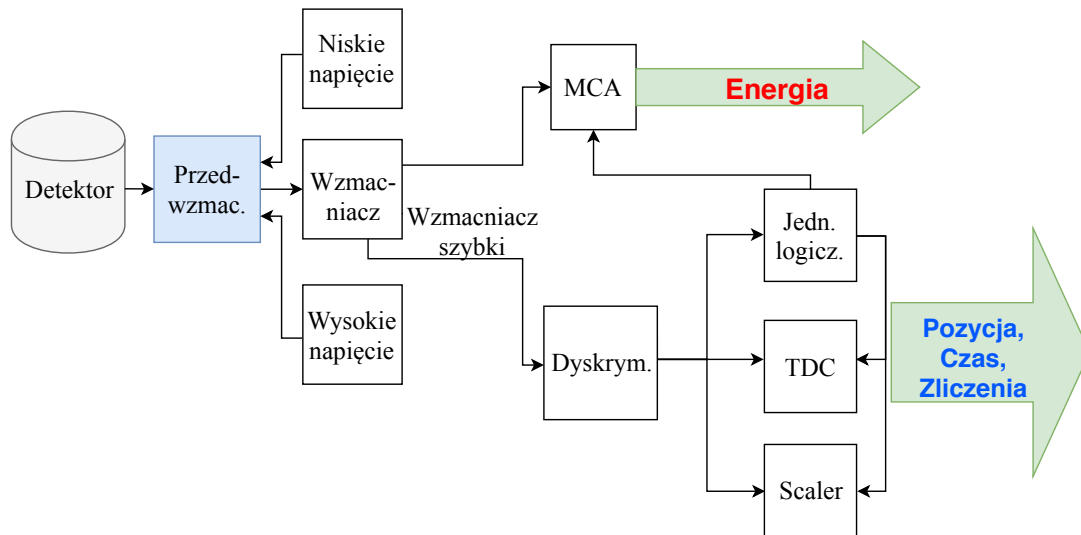 Niskie
napięcie
MCA
Energia
Detektor
Przed-
wzmac.
Wzmac-
niacz
Wzmacniacz
szybki
Jedn.
logicz.
Wysokie
napięcie
Dyskrym.
TDC
Pozycja,
Czas,
Zliczenia
Scaler